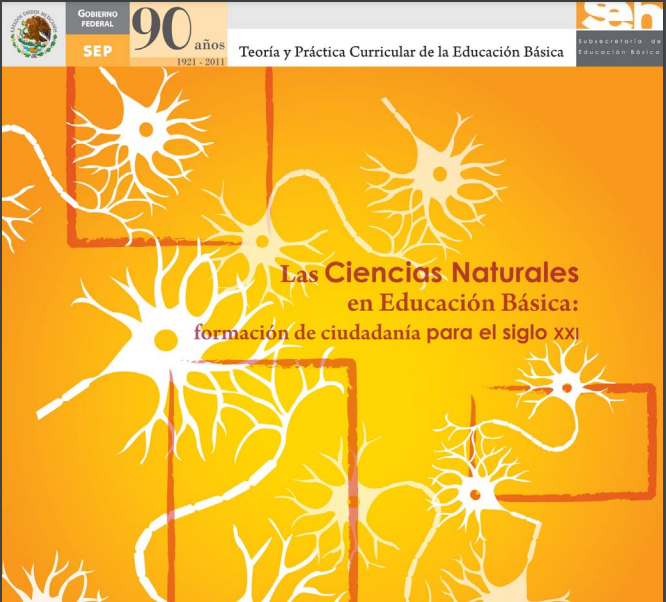 GOBIERNO
FEDERAL
SEP
90 años
1921 - 2011
Teoría y Práctica Curricular de la Educación Básica
seb
Subsecretaría de
Educación Básica
Las Ciencias Naturales
en Educación Básica:
formación de ciudadanía para el siglo XXI